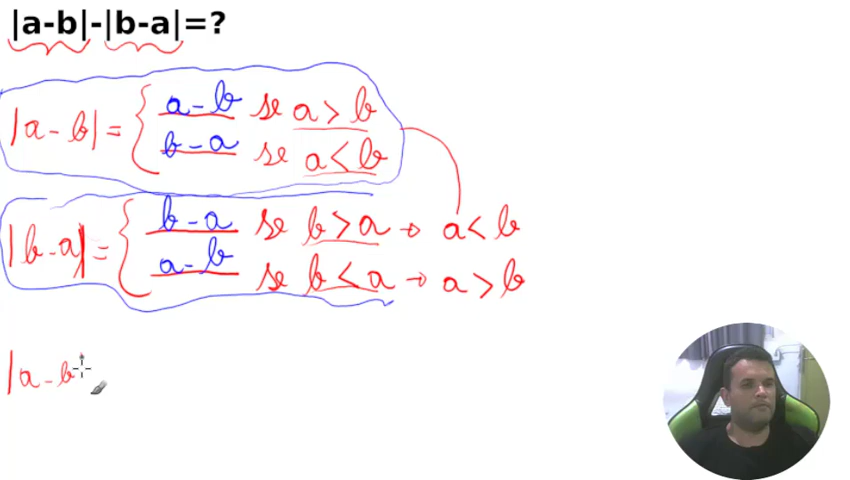 |a-b|-|b-a|=?
|a-b| = { a-b se a > b
b-a se a < b
|b-a| = { b-a se b > a → a < b
a-b se b < a → a > b
|a-b